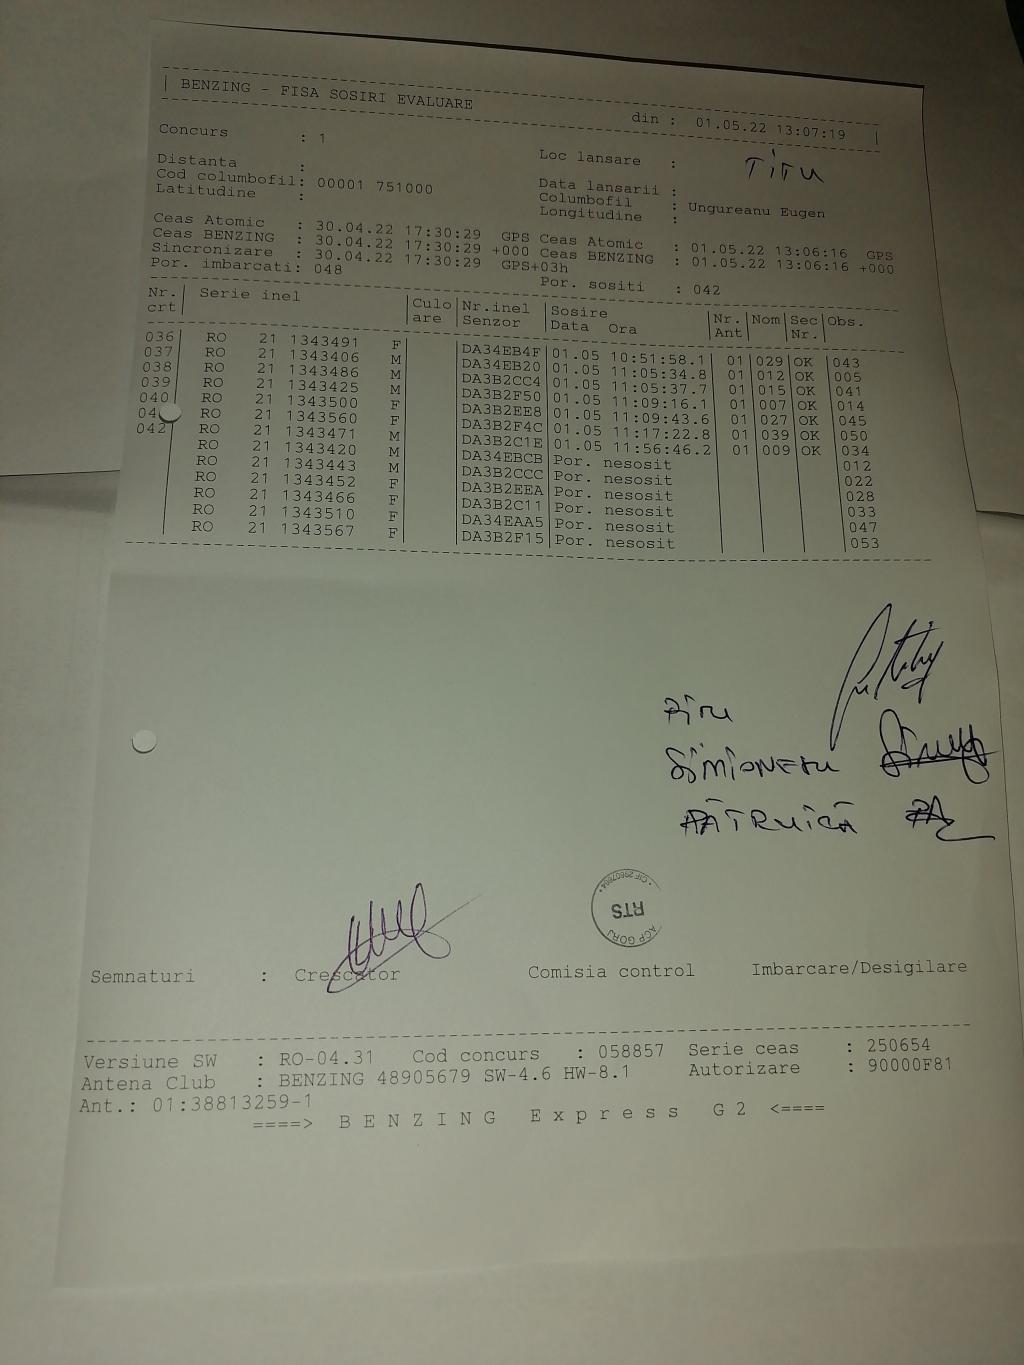 | BENZING - FISA SOSIRI EVALUARE din : 01.05.22 13:07:19 |
Concurs : 1 Loc lansare : TITU
Distanta : Data lansarii :
Cod columbofil: 00001 751000 Columbofil : Ungureanu Eugen
Latitudine : Longitudine :
Ceas Atomic : 30.04.22 17:30:29 GPS Ceas Atomic : 01.05.22 13:06:16 GPS
Ceas BENZING : 30.04.22 17:30:29 +000 Ceas BENZING : 01.05.22 13:06:16 +000
Sincronizare : 30.04.22 17:30:29 GPS+03h
Por. imbarcati: 048 Por. sositi : 042
Nr.| Serie inel |Culo|Nr.inel |Sosire |Nr. |Nom|Sec|Obs.
crt| |are |Senzor |Data Ora |Ant | |Nr.|
036| RO 21 1343491 F | |DA34EB4F|01.05 10:51:58.1| 01 |029|OK |043
037| RO 21 1343406 M | |DA34EB20|01.05 11:05:34.8| 01 |012|OK |005
038| RO 21 1343486 M | |DA3B2CC4|01.05 11:05:37.7| 01 |015|OK |041
039| RO 21 1343425 M | |DA3B2F50|01.05 11:09:16.1| 01 |007|OK |014
040| RO 21 1343500 F | |DA3B2EE8|01.05 11:09:43.6| 01 |027|OK |045
04 RO 21 1343560 F | |DA3B2F4C|01.05 11:17:22.8| 01 |039|OK |050
042| RO 21 1343471 M | |DA3B2C1E|01.05 11:56:46.2| 01 |009|OK |034
RO 21 1343420 M | |DA34EBCB|Por. nesosit | | | |012
RO 21 1343443 M | |DA3B2CCC|Por. nesosit | | | |022
RO 21 1343452 F | |DA3B2EEA|Por. nesosit | | | |028
RO 21 1343466 F | |DA3B2C11|Por. nesosit | | | |033
RO 21 1343510 F | |DA34EAA5|Por. nesosit | | | |047
RO 21 1343567 F | |DA3B2F15|Por. nesosit | | | |053
SIMIONESCU
PĂTRUICĂ
CIF 29607604
RTS
ACP GORJ
Semnaturi : Crescator Comisia control Imbarcare/Desigilare
Versiune SW : RO-04.31 Cod concurs : 058857 Serie ceas : 250654
Antena Club : BENZING 48905679 SW-4.6 HW-8.1 Autorizare : 90000F81
Ant.: 01:38813259-1
====> B E N Z I N G E x p r e s s G 2 <====